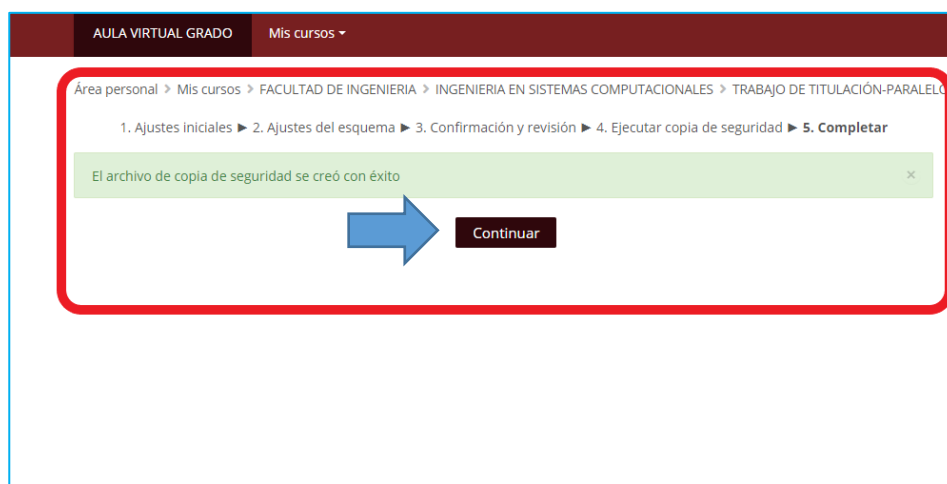 AULA VIRTUAL GRADO Mis cursos
Área personal > Mis cursos > FACULTAD DE INGENIERIA > INGENIERIA EN SISTEMAS COMPUTACIONALES > TRABAJO DE TITULACIÓN-PARALELO
1. Ajustes iniciales ► 2. Ajustes del esquema ► 3. Confirmación y revisión ► 4. Ejecutar copia de seguridad ► 5. Completar
El archivo de copia de seguridad se creó con éxito ×
Continuar